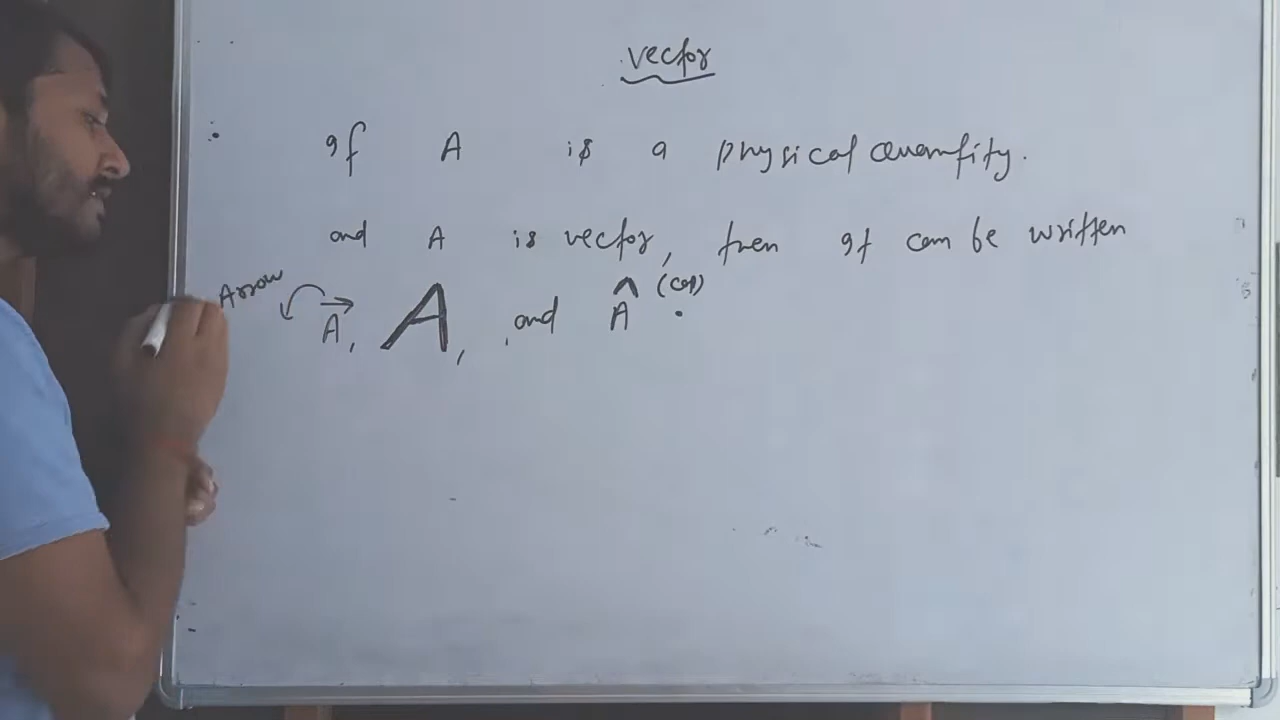 vector
If A is a physical quantity.
and A is vector, then It can be written
Arrow A⃗, A, and Â (cap).